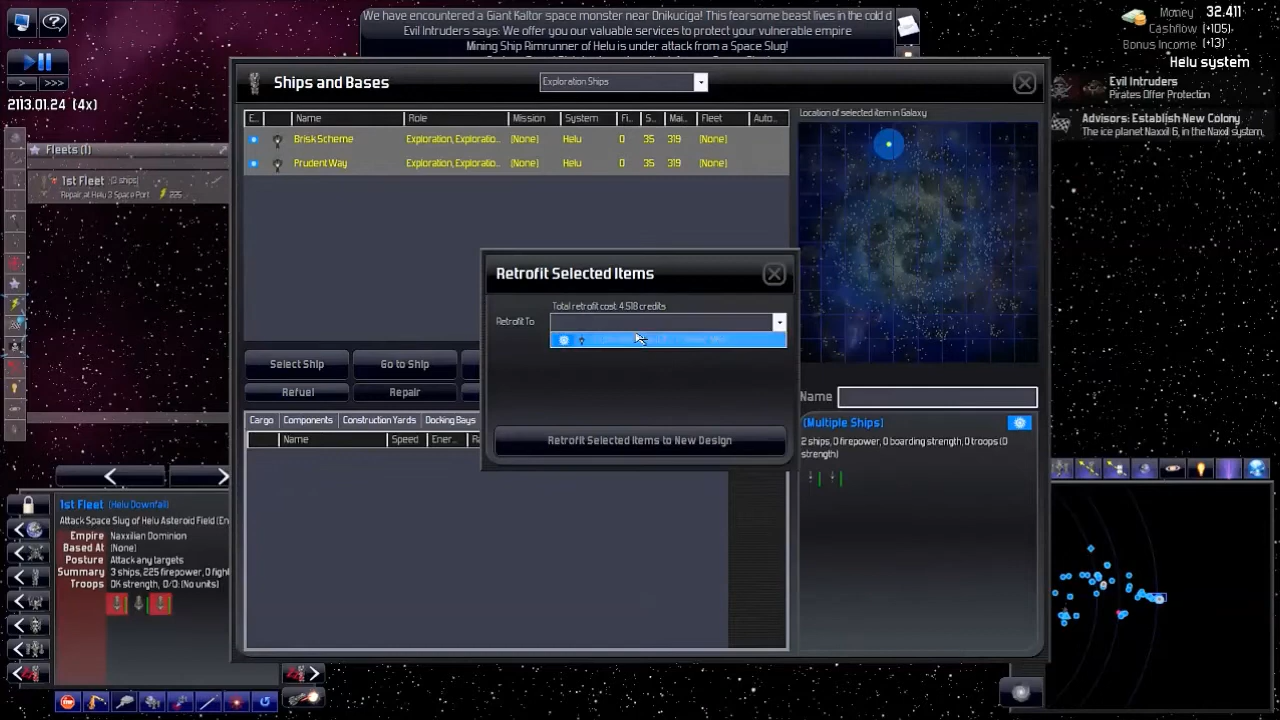 We have encountered a Giant Kaltor space monster near Onikuciga! This fearsome beast lives in the cold d
Evil Intruders says: We offer you our valuable services to protect your vulnerable empire
Mining Ship Rimrunner of Helu is under attack from a Space Slug!
Money 32.411
Cashflow (+105)
Bonus Income (+13)
Helu system
> >>>
2113.01.24 (4x)
Ships and Bases
Exploration Ships
Evil Intruders
Pirates Offer Protection
Advisors: Establish New Colony
The ice planet Naxxil 6, in the Naxxil system,
Fleets (1)
1st Fleet (3 ships)
Repair at Helu 3 Space Port 225
E... Name Role Mission System Fi... S... Mai... Fleet Auto...
Brisk Scheme Exploration, Exploratio... (None) Helu 0 35 319 (None)
Prudent Way Exploration, Exploratio... (None) Helu 0 35 319 (None)
Location of selected item in Galaxy
Retrofit Selected Items
Total retrofit cost: 4.518 credits
Retrofit To
Retrofit Selected Items to New Design
Select Ship
Go to Ship
Refuel
Repair
Cargo Components Construction Yards Docking Bays
Name Speed Ener...
Name
(Multiple Ships)
2 ships, 0 firepower, 0 boarding strength, 0 troops (0
strength)
1st Fleet (Helu Downfall)
Attack Space Slug of Helu Asteroid Field (En
Empire Naxxilian Dominion
Based At (None)
Posture Attack any targets
Summary 3 ships, 225 firepower, 0 figh
Troops 0K strength, 0/0: (No units)